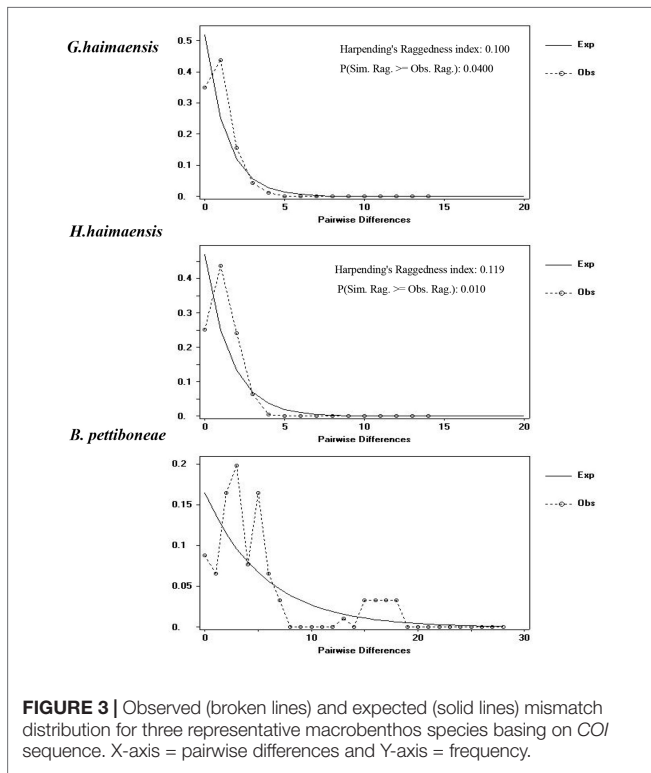 G.haimaensis
0.5
0.4
0.3
0.2
0.1
0.
Harpending's Raggedness index: 0.100
P(Sim. Rag. >= Obs. Rag.): 0.0400
Exp
Obs
0 5 10 15 20
Pairwise Differences
H.haimaensis
0.4
0.3
0.2
0.1
0.
Harpending's Raggedness index: 0.119
P(Sim. Rag. >= Obs. Rag.): 0.010
Exp
Obs
0 5 10 15 20
Pairwise Differences
B. pettiboneae
0.2
0.15
0.1
0.05
0.
Exp
Obs
0 10 20 30
Pairwise Differences
FIGURE 3 | Observed (broken lines) and expected (solid lines) mismatch
distribution for three representative macrobenthos species basing on COI
sequence. X-axis = pairwise differences and Y-axis = frequency.